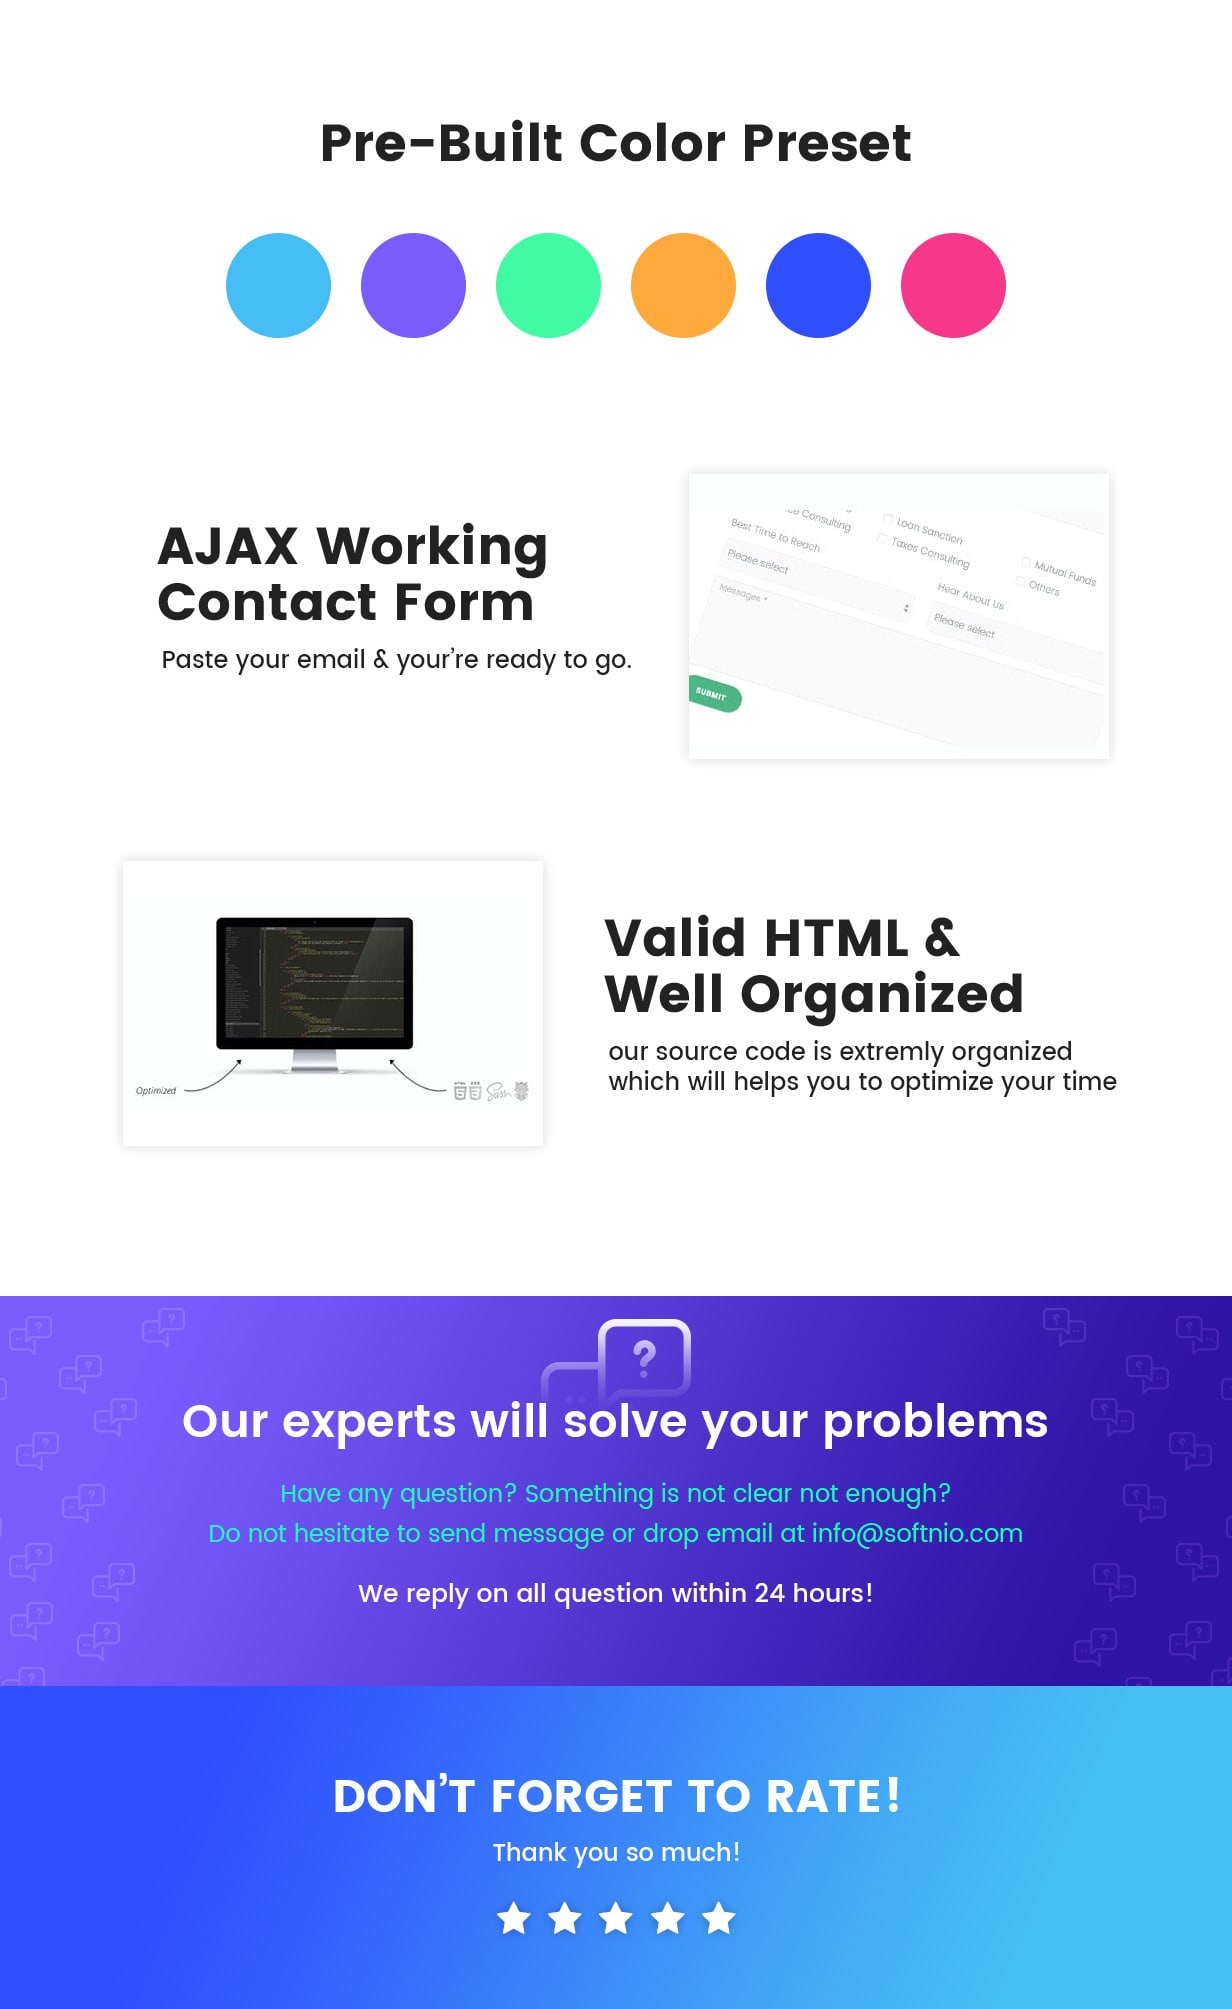 Pre-Built Color Preset
AJAX Working
Contact Form
Paste your email & your're ready to go.
Consulting
Loan Sanction
Taxes Consulting
Mutual Funds
Others
Best Time to Reach
Please select
Hear About Us
Please select
Messages *
SUBMIT
Optimized
HTML
CSS
Sass
Valid HTML &
Well Organized
our source code is extremly organized
which will helps you to optimize your time
?
Our experts will solve your problems
Have any question? Something is not clear not enough?
Do not hesitate to send message or drop email at info@softnio.com
We reply on all question within 24 hours!
DON'T FORGET TO RATE!
Thank you so much!